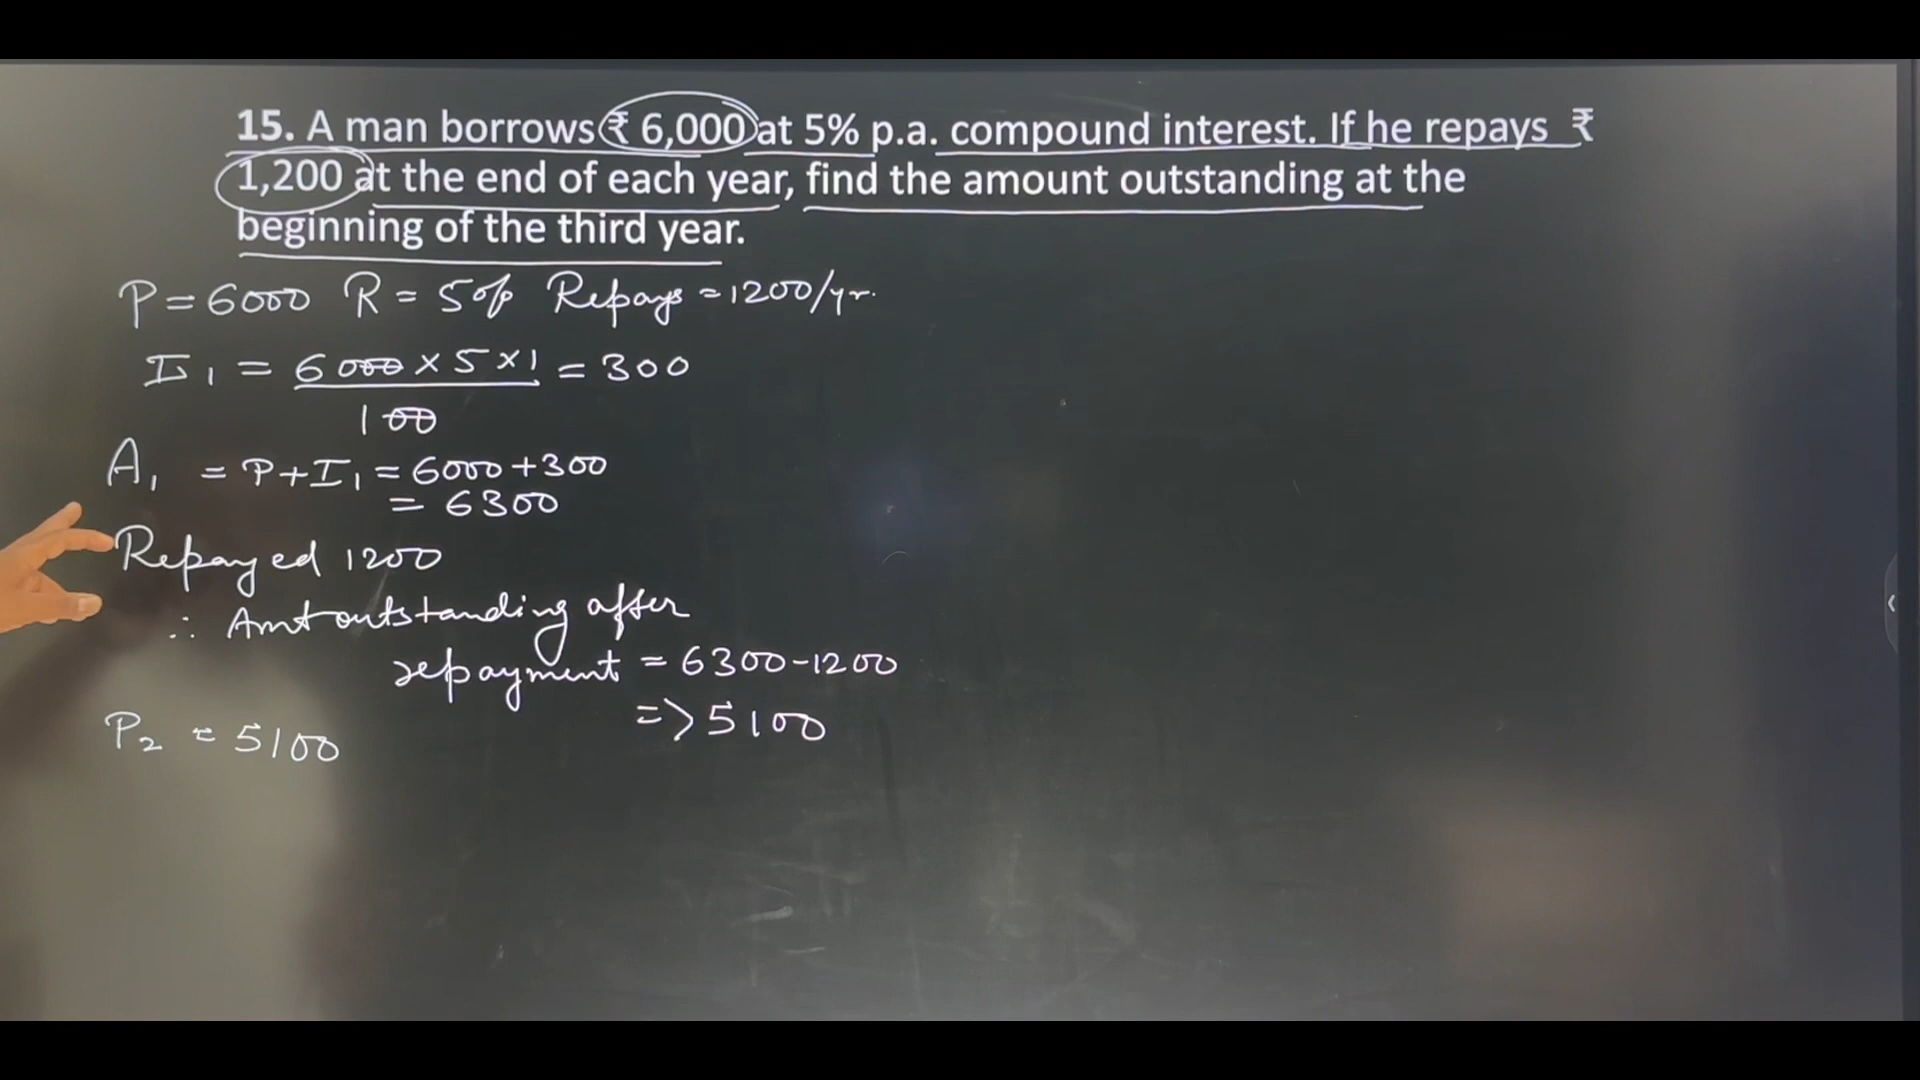 15. A man borrows ₹ 6,000 at 5% p.a. compound interest. If he repays ₹
1,200 at the end of each year, find the amount outstanding at the
beginning of the third year.
P = 6000 R = 5% Repays = 1200/yr.
I₁ = 6000 × 5 × 1 = 300
100
A₁ = P + I₁ = 6000 + 300
= 6300
Repayed 1200
∴ Amt outstanding after
repayment = 6300 - 1200
=> 5100
P₂ = 5100